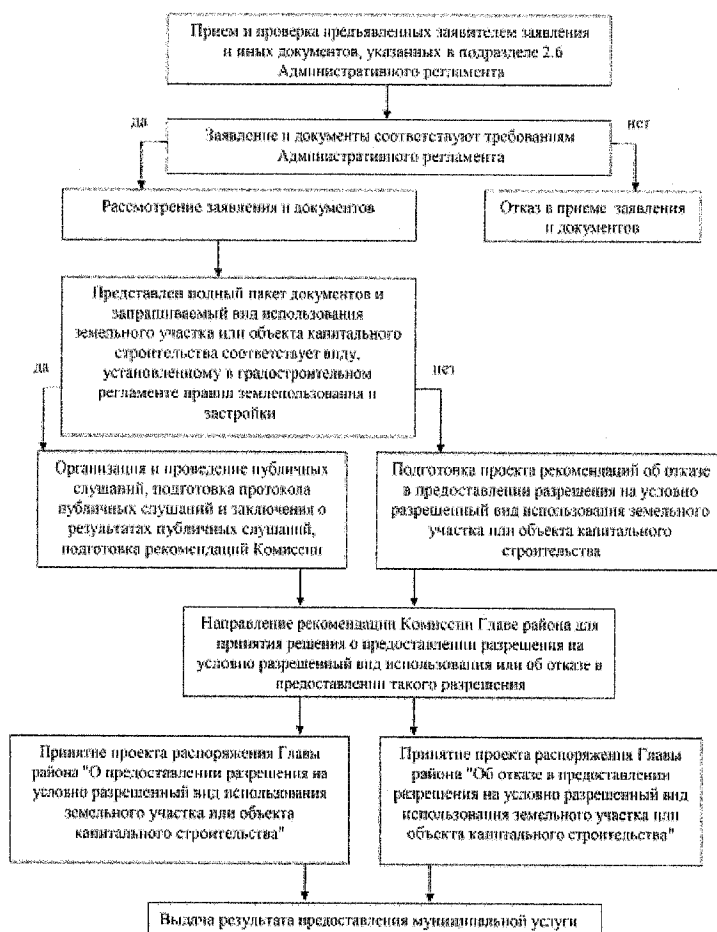 Прием и проверка предъявленных заявителем заявления
и иных документов, указанных в подразделе 2.6
Административного регламента
да
нет
Заявление и документы соответствуют требованиям
Административного регламента
Рассмотрение заявления и документов
Отказ в приеме заявления
и документов
Представлен полный пакет документов и
запрашиваемый вид использования
земельного участка или объекта капитального
строительства соответствует виду,
установленному в градостроительном
регламенте правил землепользования и
застройки
да
нет
Организация и проведение публичных
слушаний, подготовка протокола
публичных слушаний и заключения о
результатах публичных слушаний,
подготовка рекомендаций Комиссии
Подготовка проекта рекомендаций об отказе
в предоставлении разрешения на условно
разрешенный вид использования земельного
участка или объекта капитального
строительства
Направление рекомендации Комиссии Главе района для
принятия решения о предоставлении разрешения на
условно разрешенный вид использования или об отказе в
предоставлении такого разрешения
Принятие проекта распоряжения Главы
района "О предоставлении разрешения на
условно разрешенный вид использования
земельного участка или объекта
капитального строительства"
Принятие проекта распоряжения Главы
района "Об отказе в предоставлении
разрешения на условно разрешенный вид
использования земельного участка или
объекта капитального строительства"
Выдача результата предоставления муниципальной услуги